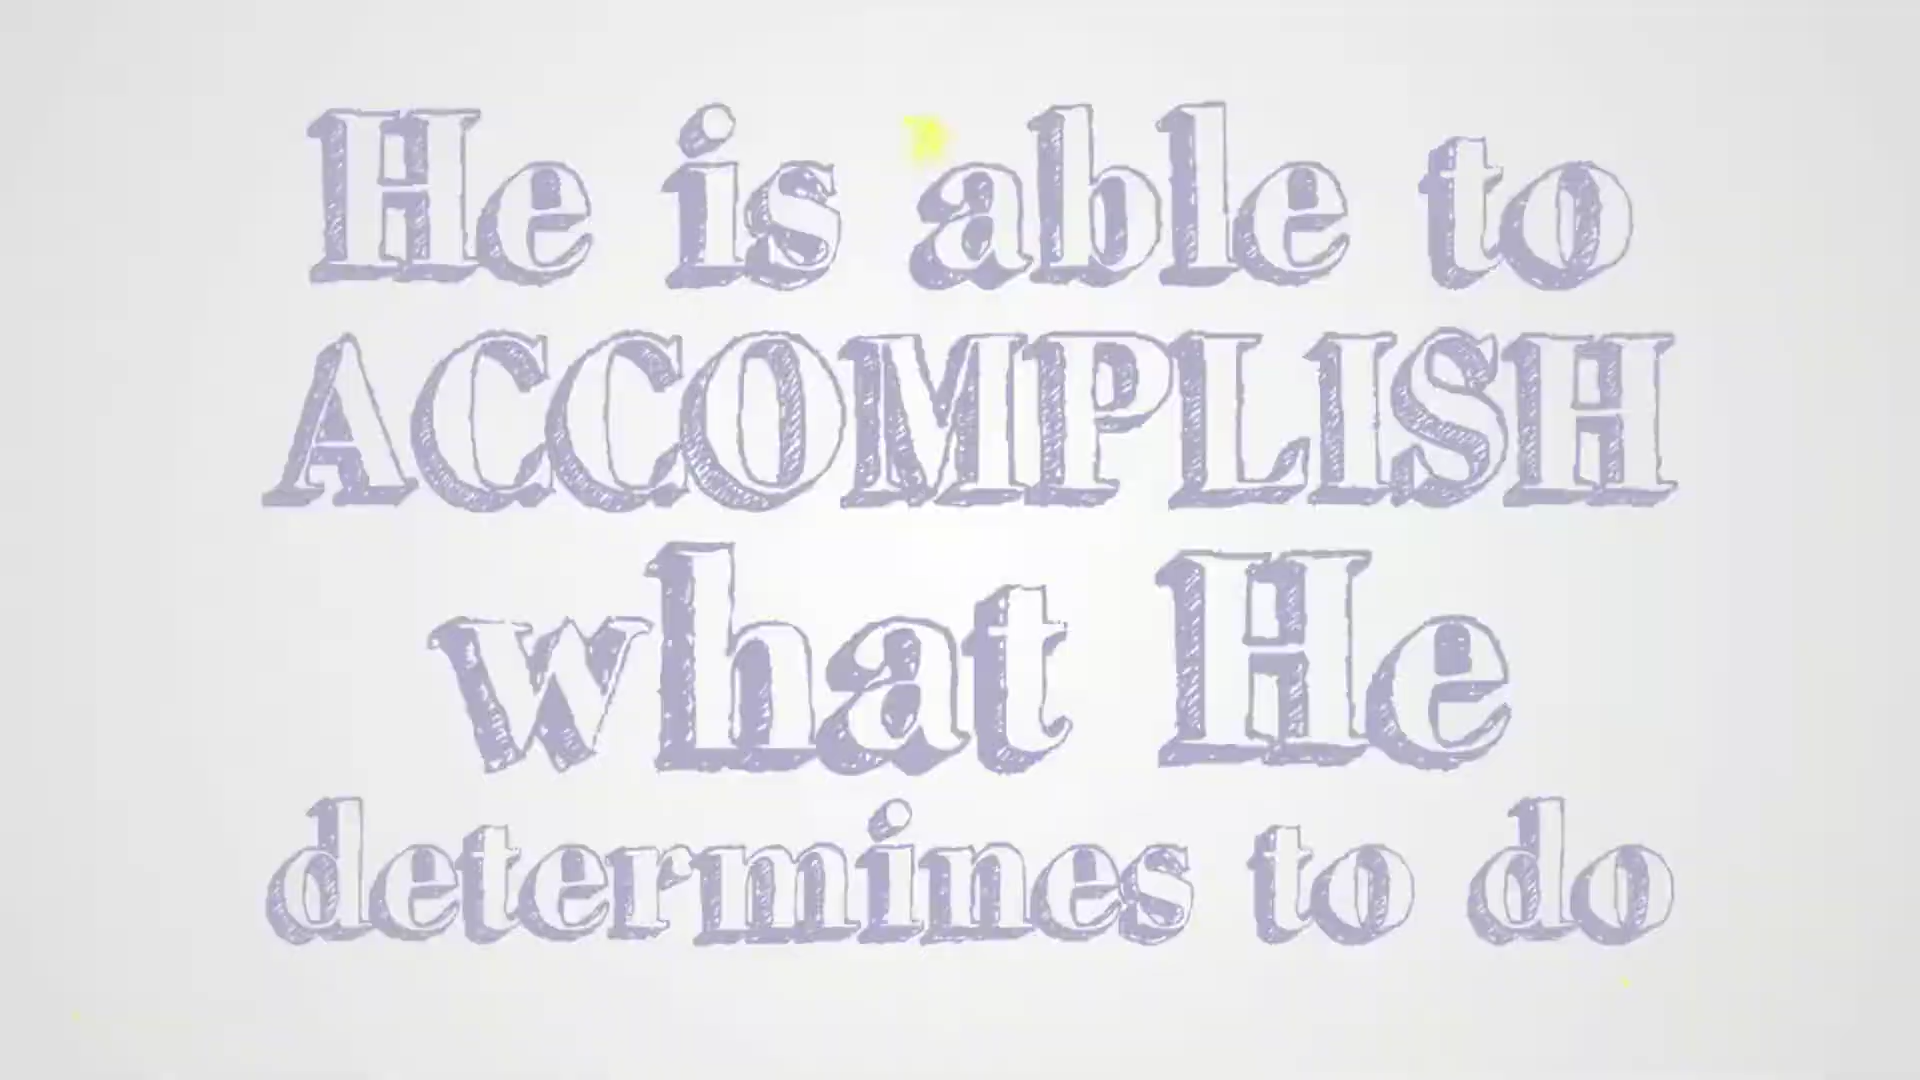 He is able to
ACCOMPLISH
what He
determines to do